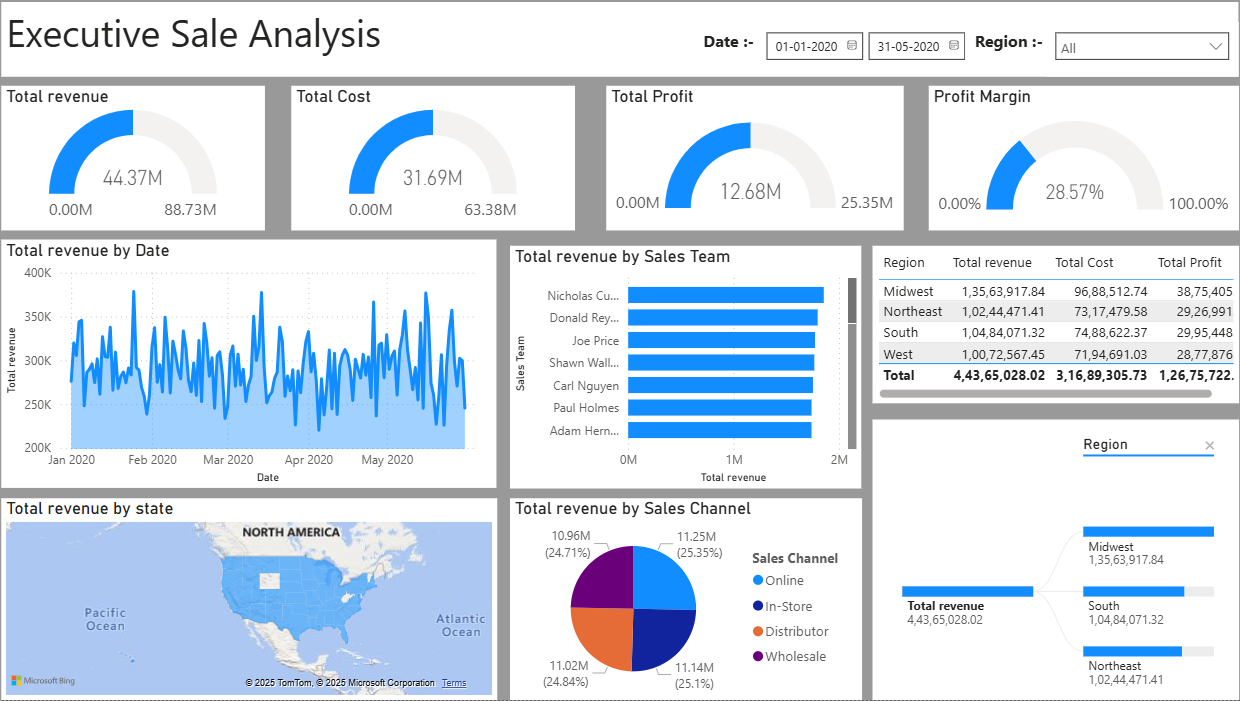 Executive Sale Analysis
Date :- 01-01-2020 31-05-2020 Region :- All
Total revenue
44.37M
0.00M 88.73M
Total Cost
31.69M
0.00M 63.38M
Total Profit
12.68M
0.00M 25.35M
Profit Margin
28.57%
0.00% 100.00%
Total revenue by Date
400K
350K
300K
250K
200K
Total revenue
Jan 2020 Feb 2020 Mar 2020 Apr 2020 May 2020
Date
Total revenue by Sales Team
Sales Team
Nicholas Cu...
Donald Rey...
Joe Price
Shawn Wall...
Carl Nguyen
Paul Holmes
Adam Hern...
0M 1M 2M
Total revenue
Region Total revenue Total Cost Total Profit
Midwest 1,35,63,917.84 96,88,512.74 38,75,405
Northeast 1,02,44,471.41 73,17,479.58 29,26,991
South 1,04,84,071.32 74,88,622.37 29,95,448
West 1,00,72,567.45 71,94,691.03 28,77,876
Total 4,43,65,028.02 3,16,89,305.73 1,26,75,722.
Total revenue by state
NORTH AMERICA
Pacific
Ocean
Atlantic
Ocean
Microsoft Bing
© 2025 TomTom, © 2025 Microsoft Corporation Terms
Total revenue by Sales Channel
10.96M
(24.71%)
11.25M
(25.35%)
11.02M
(24.84%)
11.14M
(25.1%)
Sales Channel
Online
In-Store
Distributor
Wholesale
Region
Total revenue
4,43,65,028.02
Midwest
1,35,63,917.84
South
1,04,84,071.32
Northeast
1,02,44,471.41